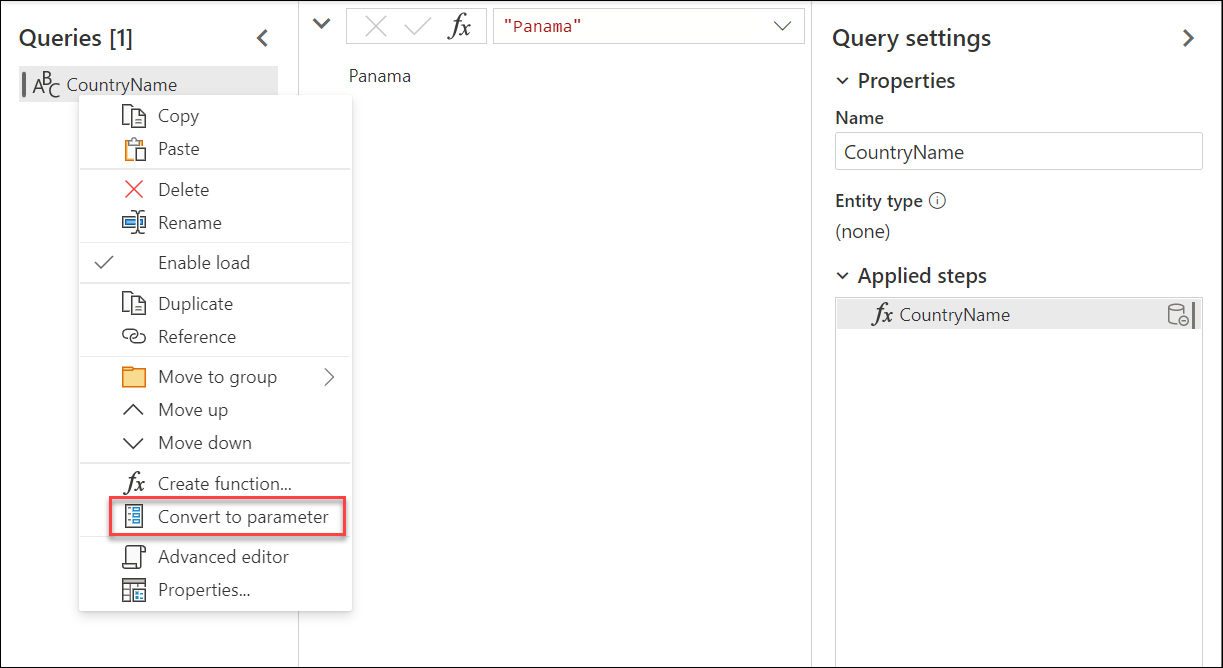 Queries [1]
ABC CountryName
Copy
Paste
Delete
Rename
Enable load
Duplicate
Reference
Move to group
Move up
Move down
fx Create function...
Convert to parameter
Advanced editor
Properties...
fx "Panama"
Panama
Query settings
Properties
Name
CountryName
Entity type
(none)
Applied steps
fx CountryName